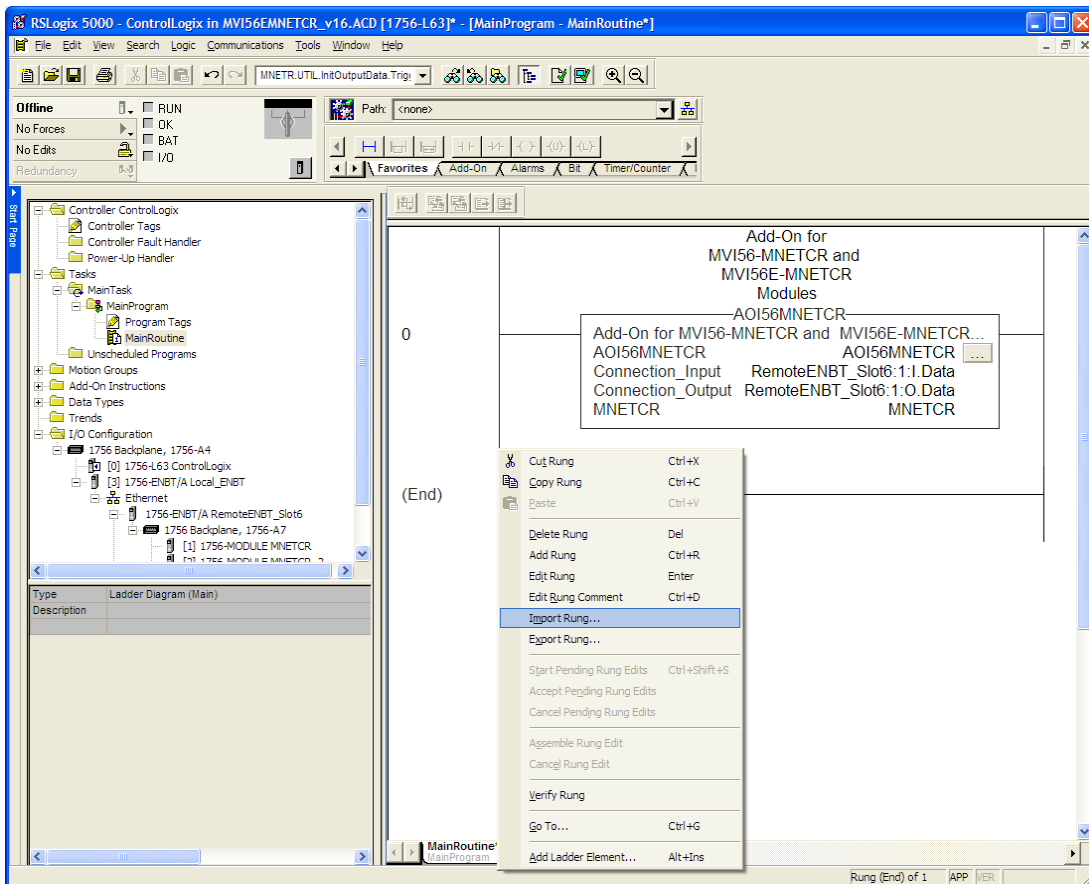 RSLogix 5000 - ControlLogix in MVI56EMNETCR_v16.ACD [1756-L63]* - [MainProgram - MainRoutine*]
File Edit View Search Logic Communications Tools Window Help
MNETR.UTIL.InitOutputData.Trig
Offline
RUN
No Forces
OK
No Edits
BAT
Redundancy
I/O
Path: <none>
Favorites Add-On Alarms Bit Timer/Counter
Start Page
Controller ControlLogix
Controller Tags
Controller Fault Handler
Power-Up Handler
Tasks
MainTask
MainProgram
Program Tags
MainRoutine
Unscheduled Programs
Motion Groups
Add-On Instructions
Data Types
Trends
I/O Configuration
1756 Backplane, 1756-A4
[0] 1756-L63 ControlLogix
[3] 1756-ENBT/A Local_ENBT
Ethernet
1756-ENBT/A RemoteENBT_Slot6
1756 Backplane, 1756-A7
[1] 1756-MODULE MNETCR
[2] 1756-MODULE MNETCR_2
Type Ladder Diagram (Main)
Description
Add-On for
MVI56-MNETCR and
MVI56E-MNETCR
Modules
AOI56MNETCR
0
Add-On for MVI56-MNETCR and MVI56E-MNETCR...
AOI56MNETCR AOI56MNETCR ...
Connection_Input RemoteENBT_Slot6:1:I.Data
Connection_Output RemoteENBT_Slot6:1:O.Data
MNETCR MNETCR
(End)
Cut Rung Ctrl+X
Copy Rung Ctrl+C
Paste Ctrl+V
Delete Rung Del
Add Rung Ctrl+R
Edit Rung Enter
Edit Rung Comment Ctrl+D
Import Rung...
Export Rung...
Start Pending Rung Edits Ctrl+Shift+S
Accept Pending Rung Edits
Cancel Pending Rung Edits
Assemble Rung Edit
Cancel Rung Edit
Verify Rung
Go To... Ctrl+G
Add Ladder Element... Alt+Ins
MainRoutine*
MainProgram
Rung (End) of 1 APP VER